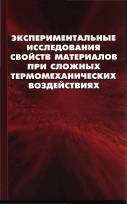 ЭКСПЕРИМЕНТАЛЬНЫЕ
ИССЛЕДОВАНИЯ
СВОЙСТВ МАТЕРИАЛОВ
ПРИ СЛОЖНЫХ
ТЕРМОМЕХАНИЧЕСКИХ
ВОЗДЕЙСТВИЯХ